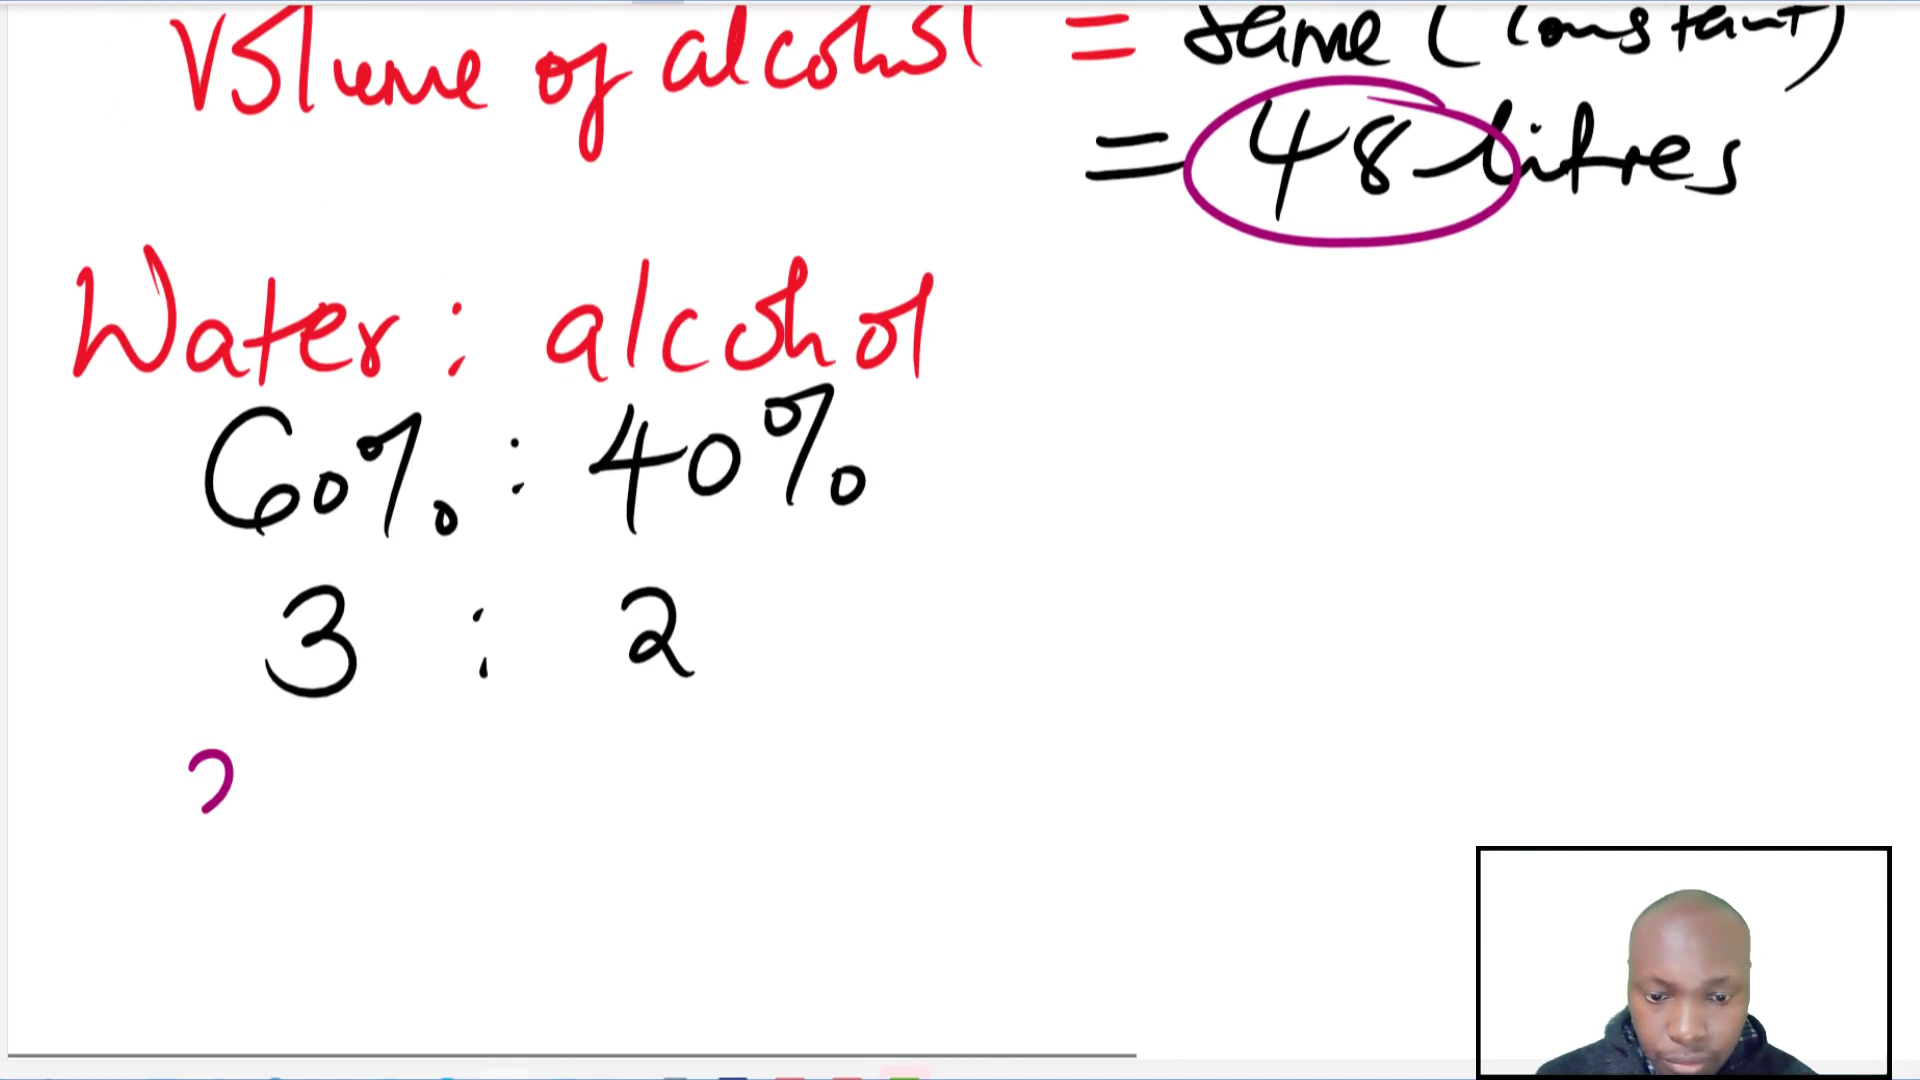 Volume of alcohol = Same (Constant)
= 48 litres
Water : alcohol
60% : 40%
3 : 2
?